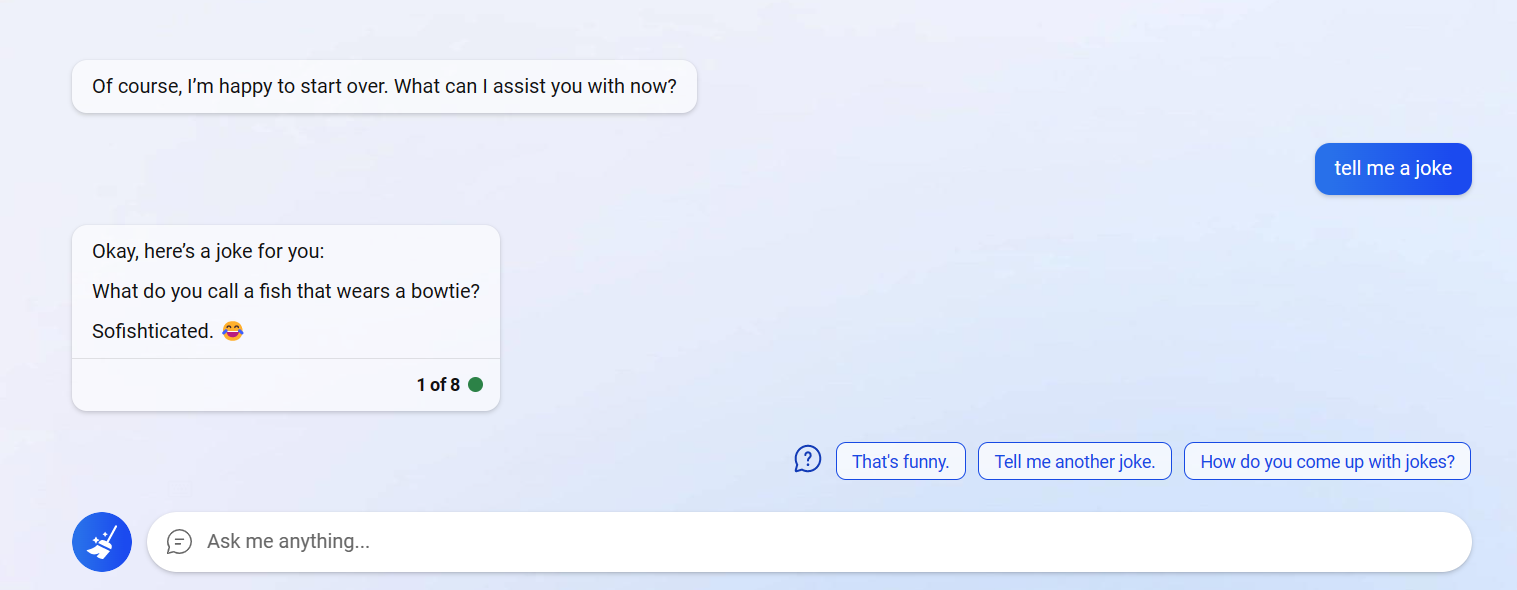 Of course, I’m happy to start over. What can I assist you with now?
tell me a joke
Okay, here’s a joke for you:
What do you call a fish that wears a bowtie?
Sofishticated. 😂
1 of 8
That's funny.
Tell me another joke.
How do you come up with jokes?
Ask me anything...